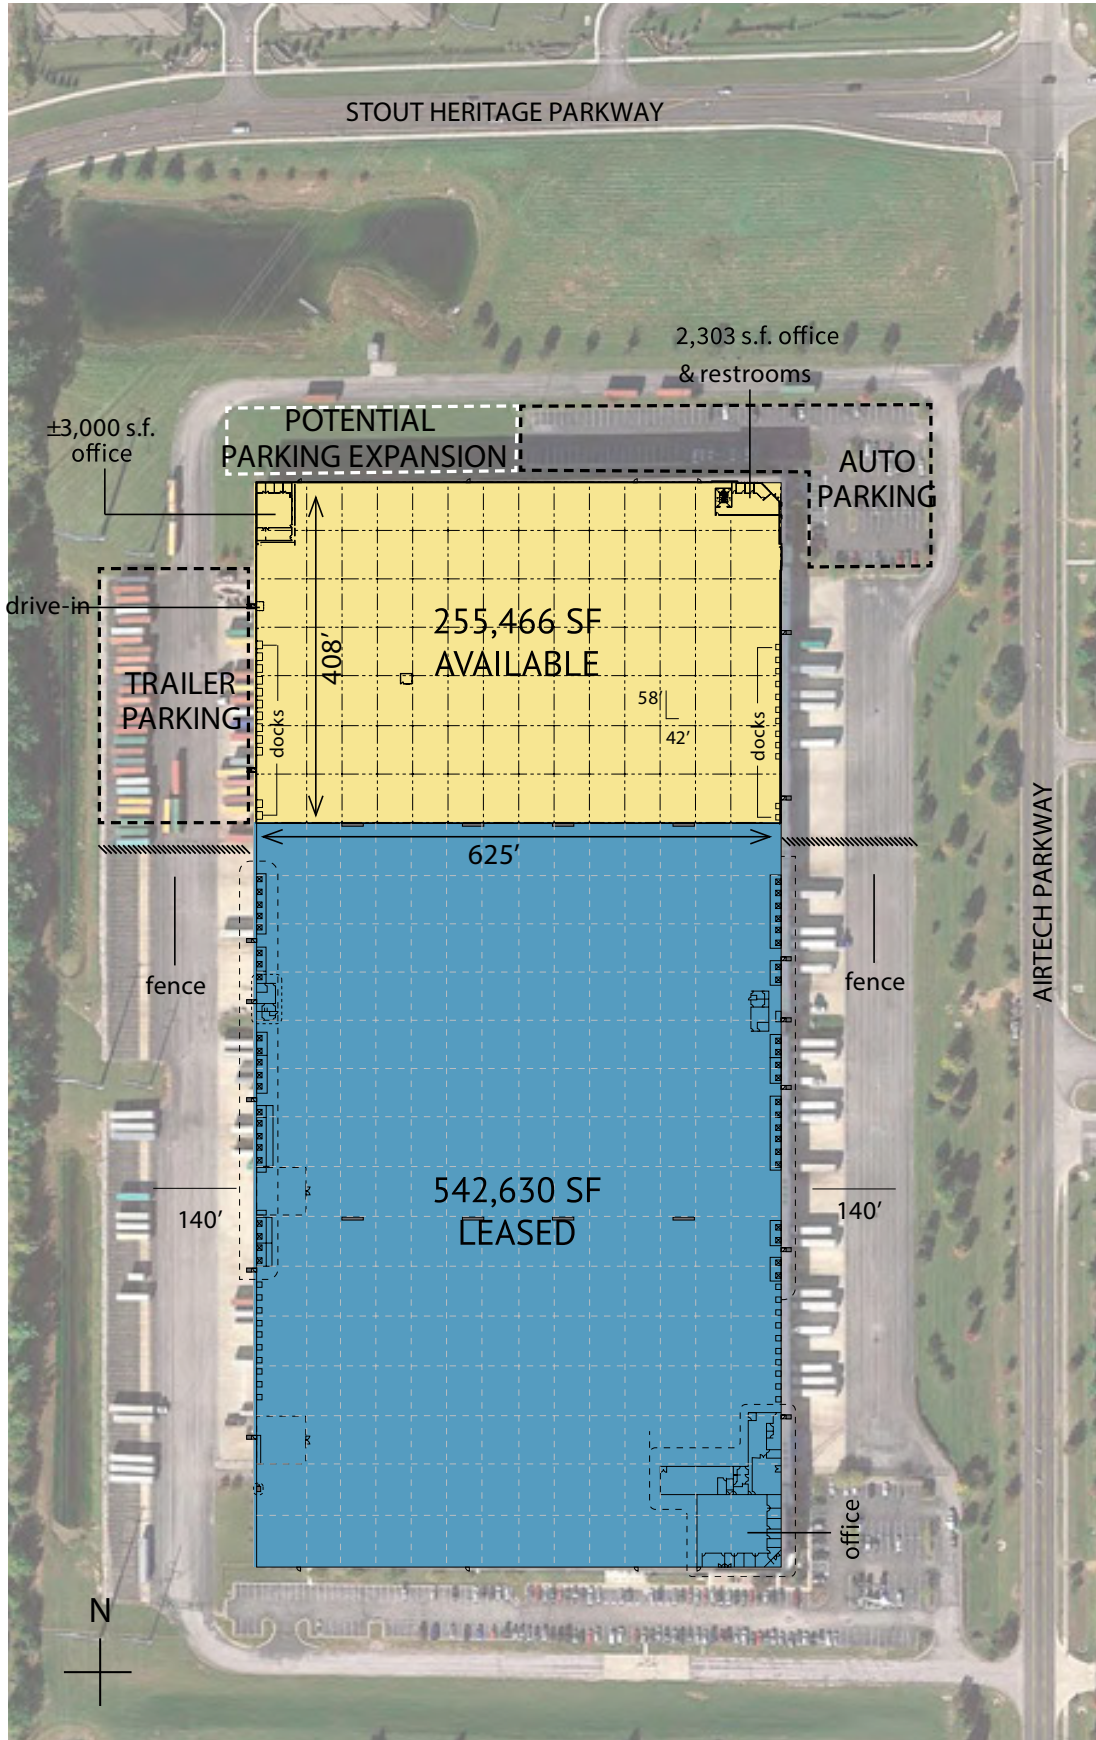 STOUT HERITAGE PARKWAY
2,303 s.f. office
& restrooms
±3,000 s.f.
office
POTENTIAL
PARKING EXPANSION
AUTO
PARKING
drive-in
408’
255,466 SF
AVAILABLE
TRAILER
PARKING
docks
58’
42’
docks
625’
AIRTECH PARKWAY
fence
fence
542,630 SF
LEASED
140’
140’
office
N